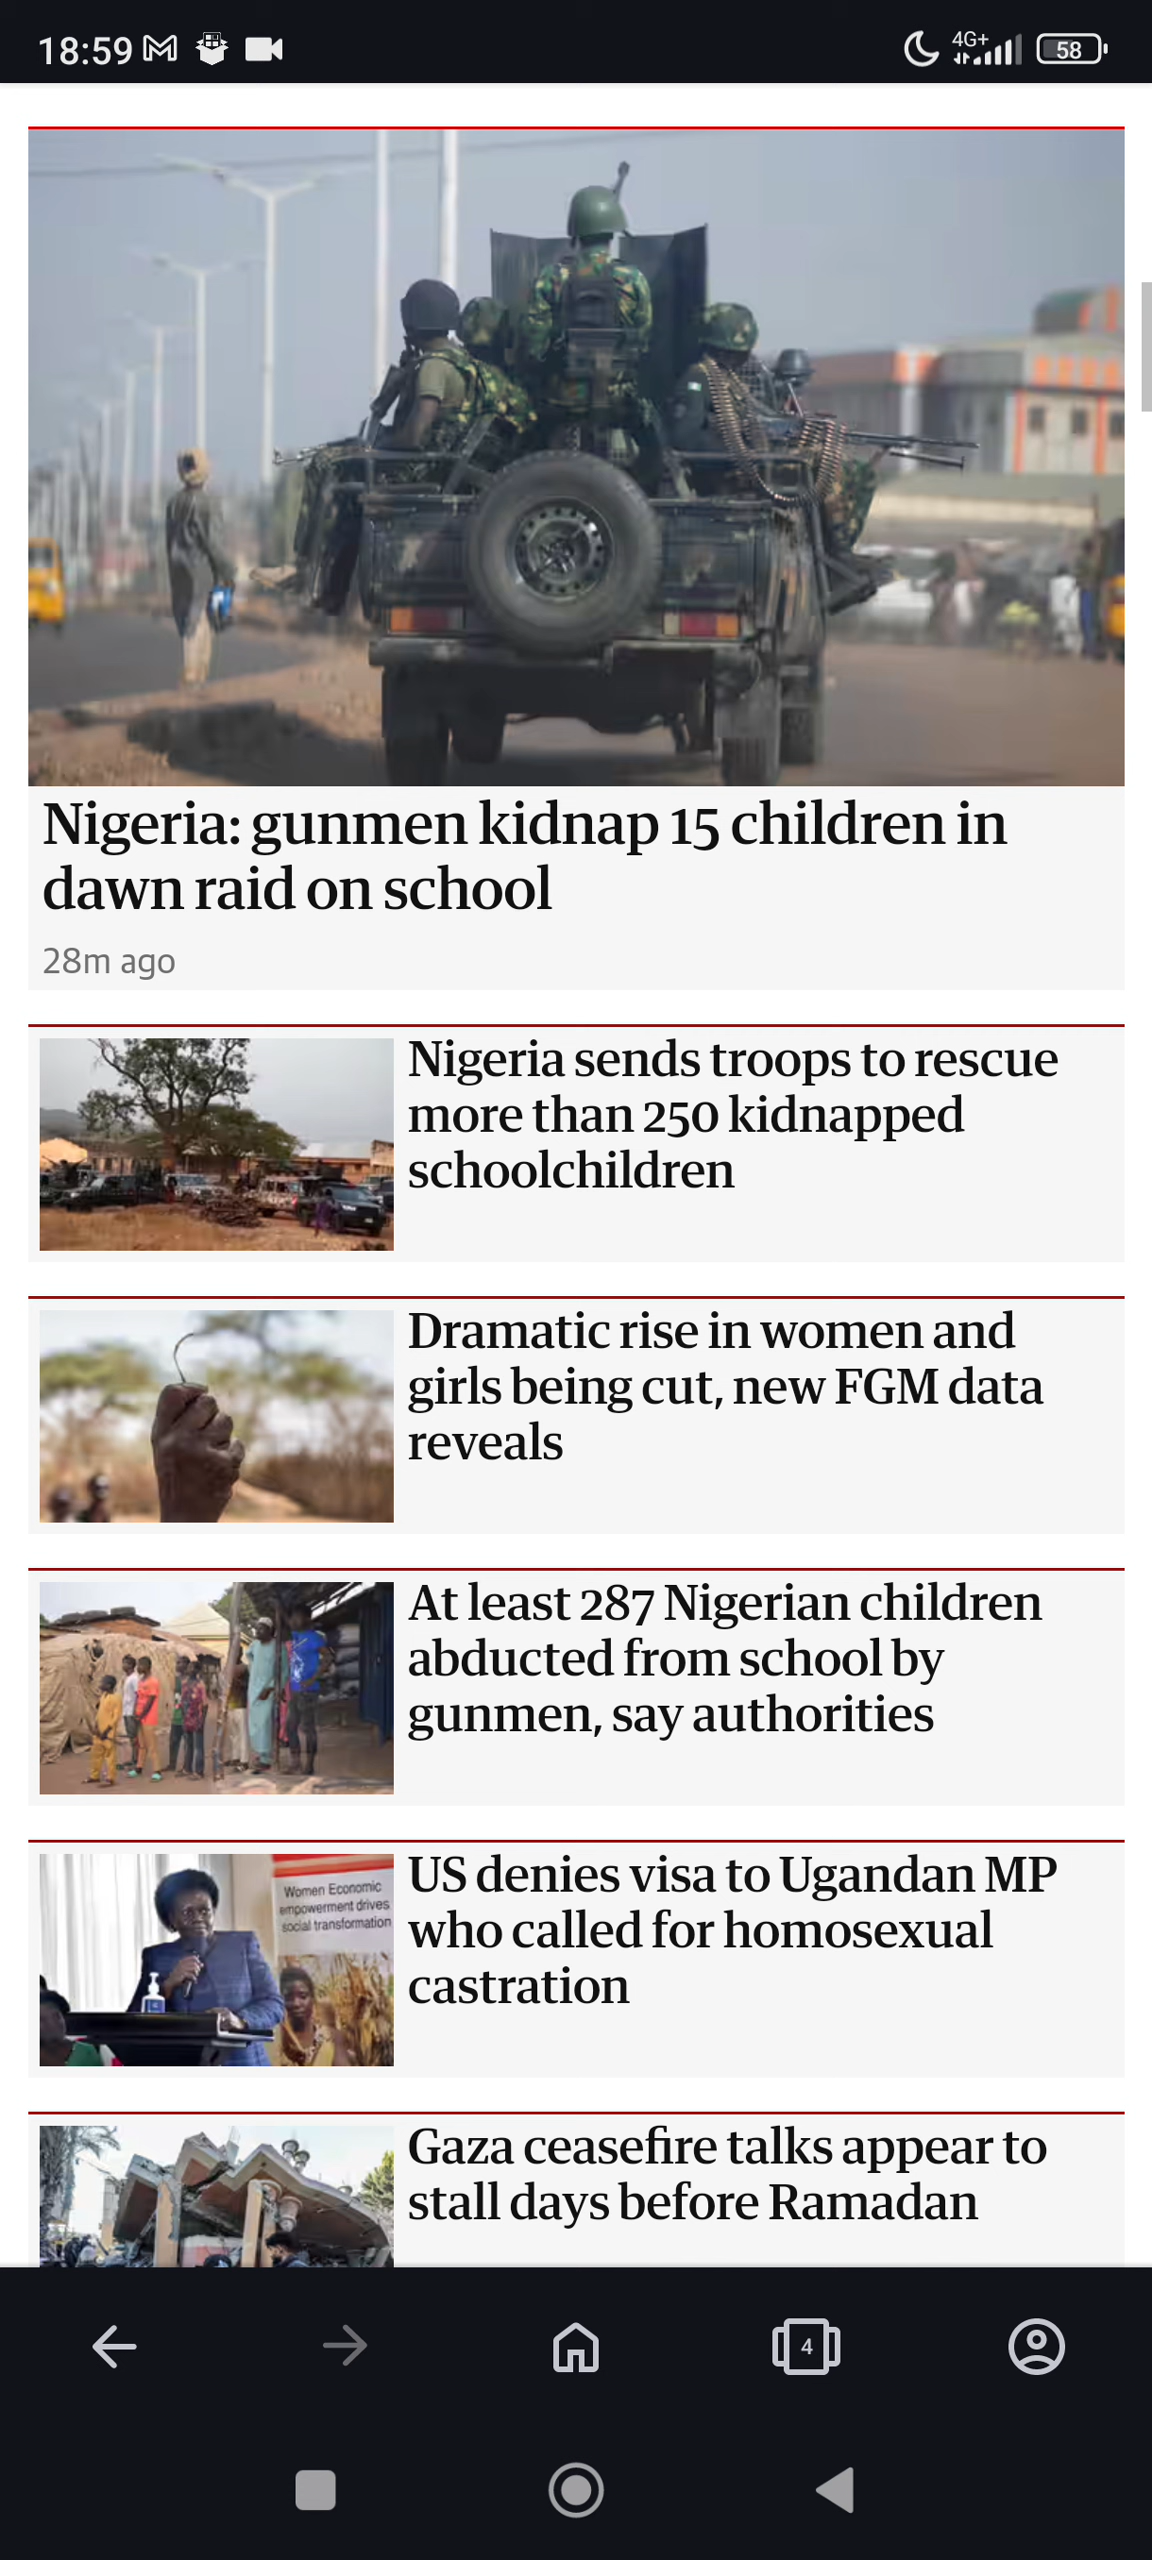 18:59
4G+
58
Nigeria: gunmen kidnap 15 children in
dawn raid on school
28m ago
Nigeria sends troops to rescue
more than 250 kidnapped
schoolchildren
Dramatic rise in women and
girls being cut, new FGM data
reveals
At least 287 Nigerian children
abducted from school by
gunmen, say authorities
Women Economic
empowerment drives
social transformation
US denies visa to Ugandan MP
who called for homosexual
castration
Gaza ceasefire talks appear to
stall days before Ramadan
4